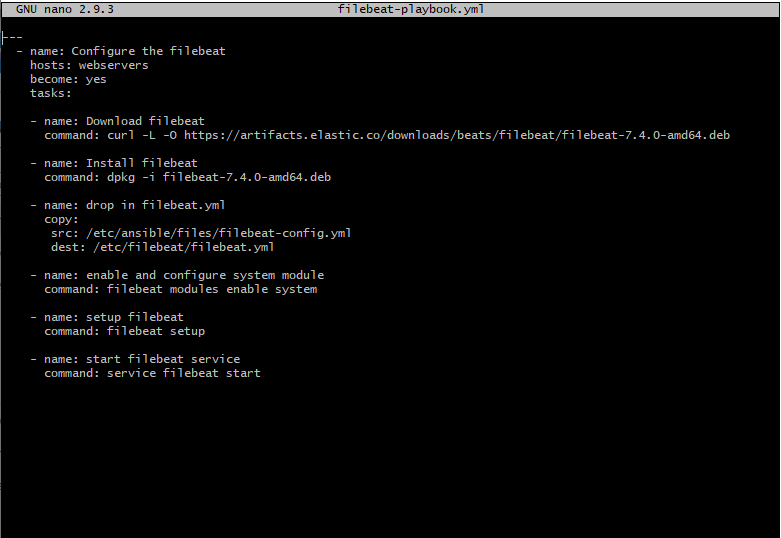 GNU nano 2.9.3 filebeat-playbook.yml
---
- name: Configure the filebeat
hosts: webservers
become: yes
tasks:
- name: Download filebeat
command: curl -L -O https://artifacts.elastic.co/downloads/beats/filebeat/filebeat-7.4.0-amd64.deb
- name: Install filebeat
command: dpkg -i filebeat-7.4.0-amd64.deb
- name: drop in filebeat.yml
copy:
src: /etc/ansible/files/filebeat-config.yml
dest: /etc/filebeat/filebeat.yml
- name: enable and configure system module
command: filebeat modules enable system
- name: setup filebeat
command: filebeat setup
- name: start filebeat service
command: service filebeat start